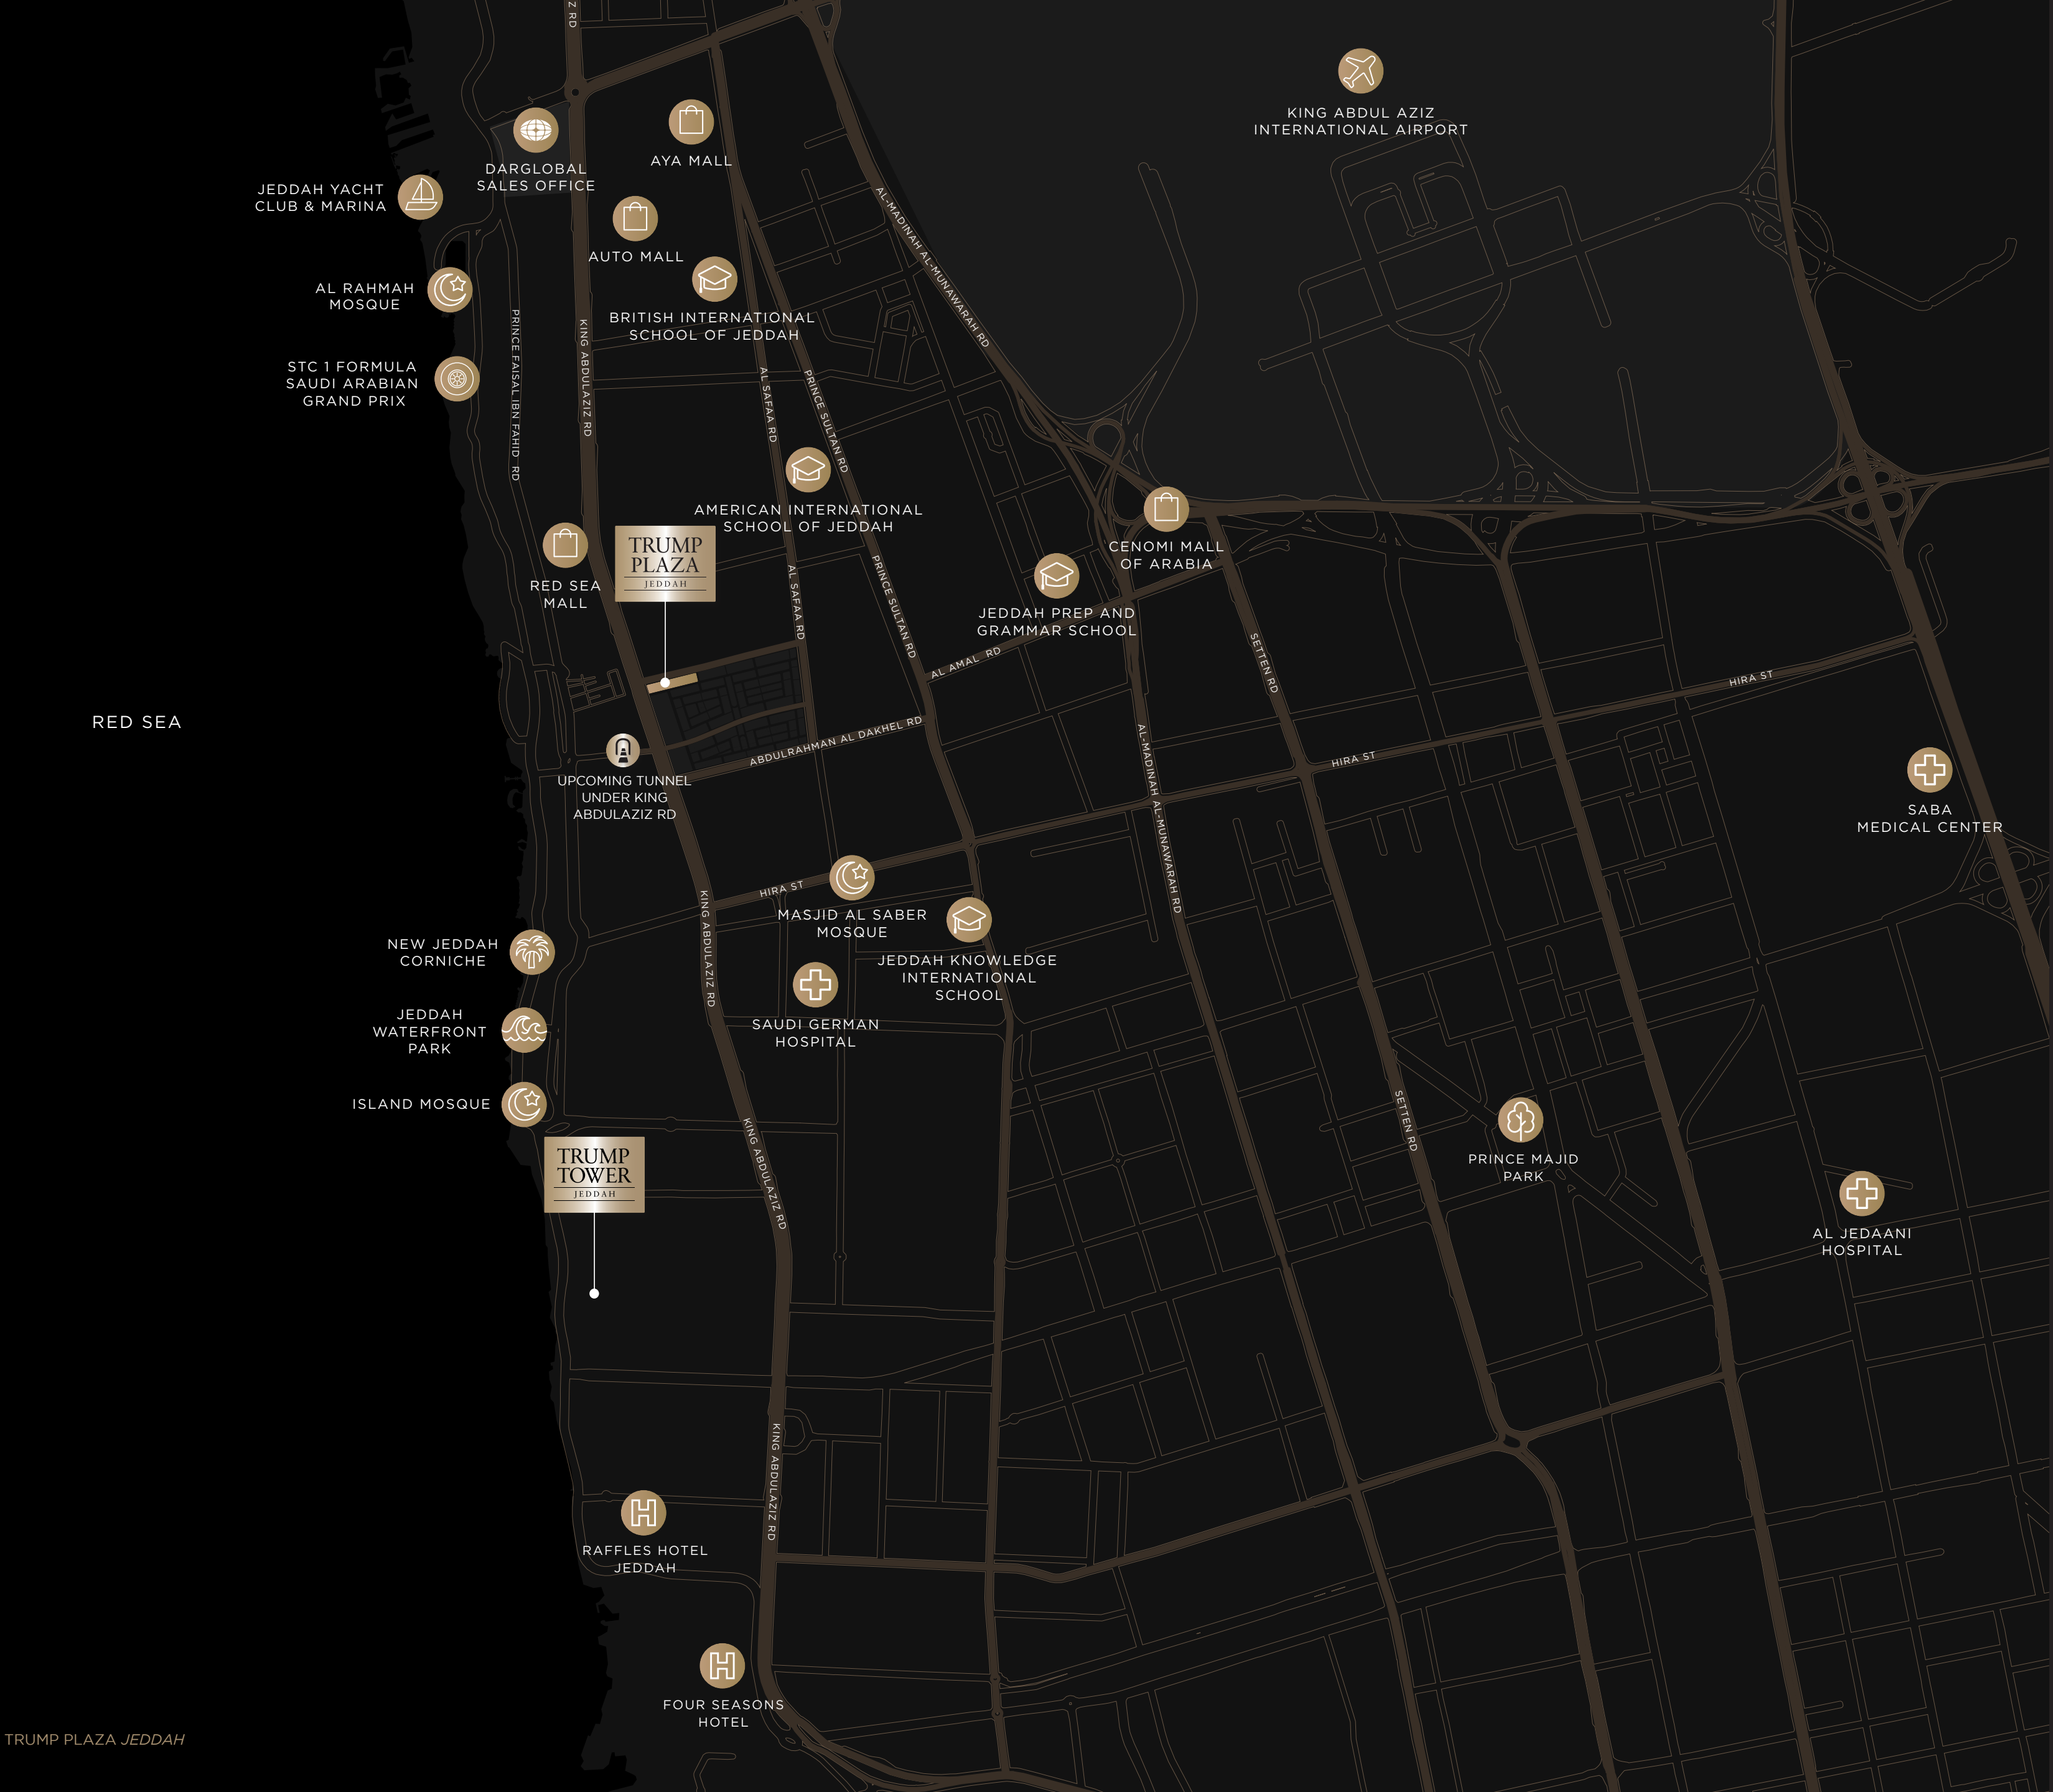 Z RD
KING ABDUL AZIZ
INTERNATIONAL AIRPORT
AYA MALL
DARGLOBAL
SALES OFFICE
JEDDAH YACHT
CLUB & MARINA
AUTO MALL
AL-MADINAH AL-MUNAWARAH RD
AL RAHMAH
MOSQUE
BRITISH INTERNATIONAL
SCHOOL OF JEDDAH
PRINCE FAISAL IBN FAHID RD
KING ABDULAZIZ RD
STC 1 FORMULA
SAUDI ARABIAN
GRAND PRIX
AL SAFAA RD
PRINCE SULTAN RD
AMERICAN INTERNATIONAL
SCHOOL OF JEDDAH
TRUMP
PLAZA
JEDDAH
CENOMI MALL
OF ARABIA
RED SEA
MALL
AL SAFAA RD
PRINCE SULTAN RD
JEDDAH PREP AND
GRAMMAR SCHOOL
AL AMAL RD
SETTEN RD
HIRA ST
RED SEA
ABDULRAHMAN AL DAKHEL RD
AL-MADINAH AL-MUNAWARAH RD
HIRA ST
UPCOMING TUNNEL
UNDER KING
ABDULAZIZ RD
SABA
MEDICAL CENTER
HIRA ST
KING ABDULAZIZ RD
MASJID AL SABER
MOSQUE
NEW JEDDAH
CORNICHE
JEDDAH KNOWLEDGE
INTERNATIONAL
SCHOOL
JEDDAH
WATERFRONT
PARK
SAUDI GERMAN
HOSPITAL
ISLAND MOSQUE
KING ABDULAZIZ RD
SETTEN RD
TRUMP
TOWER
JEDDAH
PRINCE MAJID
PARK
AL JEDAANI
HOSPITAL
KING ABDULAZIZ RD
RAFFLES HOTEL
JEDDAH
FOUR SEASONS
HOTEL
TRUMP PLAZA JEDDAH